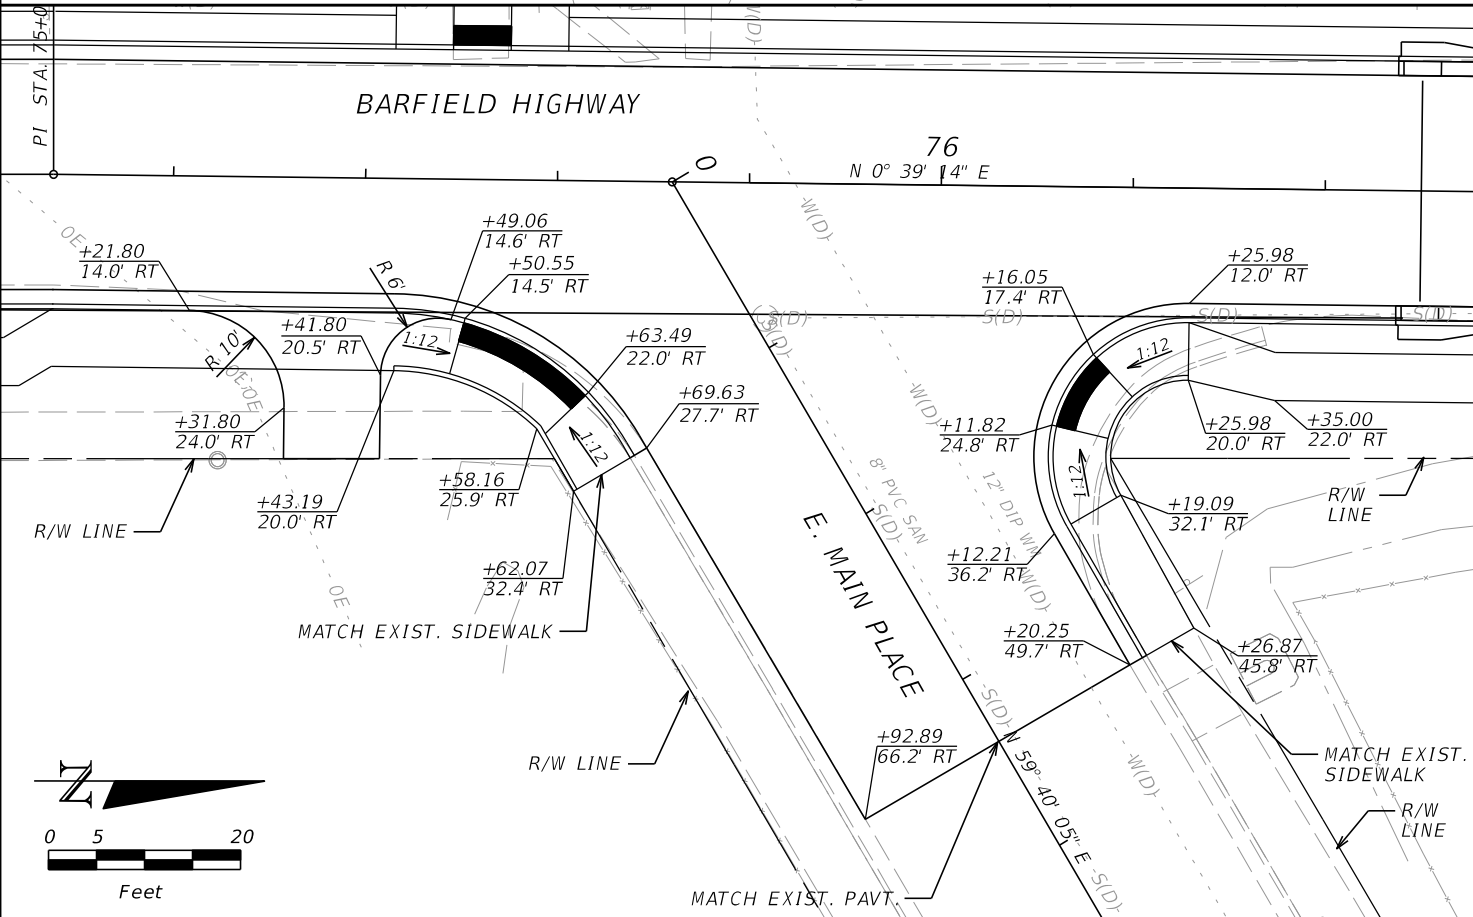 PI STA. 75+0
W(D)
BARFIELD HIGHWAY
0
76
N 0° 39' 14" E
OE
+21.80
14.0' RT
R 6'
+49.06
14.6' RT
+50.55
14.5' RT
W(D)
+16.05
17.4' RT
+25.98
12.0' RT
S(D)
S(D)
S(D)
S(D)
S(D)
R 10'
+41.80
20.5' RT
1:12
+63.49
22.0' RT
1:12
OE
OE
+69.63
27.7' RT
W(D)
+31.80
24.0' RT
+11.82
24.8' RT
+25.98
20.0' RT
+35.00
22.0' RT
1:12
1:12
+58.16
25.9' RT
+43.19
20.0' RT
R/W LINE
8" PVC SAN
S(D)
12" DIP WM
+19.09
32.1' RT
R/W
LINE
+62.07
32.4' RT
+12.21
36.2' RT
OE
W(D)
E. MAIN PLACE
MATCH EXIST. SIDEWALK
+20.25
49.7' RT
+26.87
45.8' RT
S(D)
+92.89
66.2' RT
N 59° 40' 05" E
W(D)
MATCH EXIST.
SIDEWALK
R/W LINE
R/W
LINE
N
0 5 20
Feet
MATCH EXIST. PAVT.
S(D)